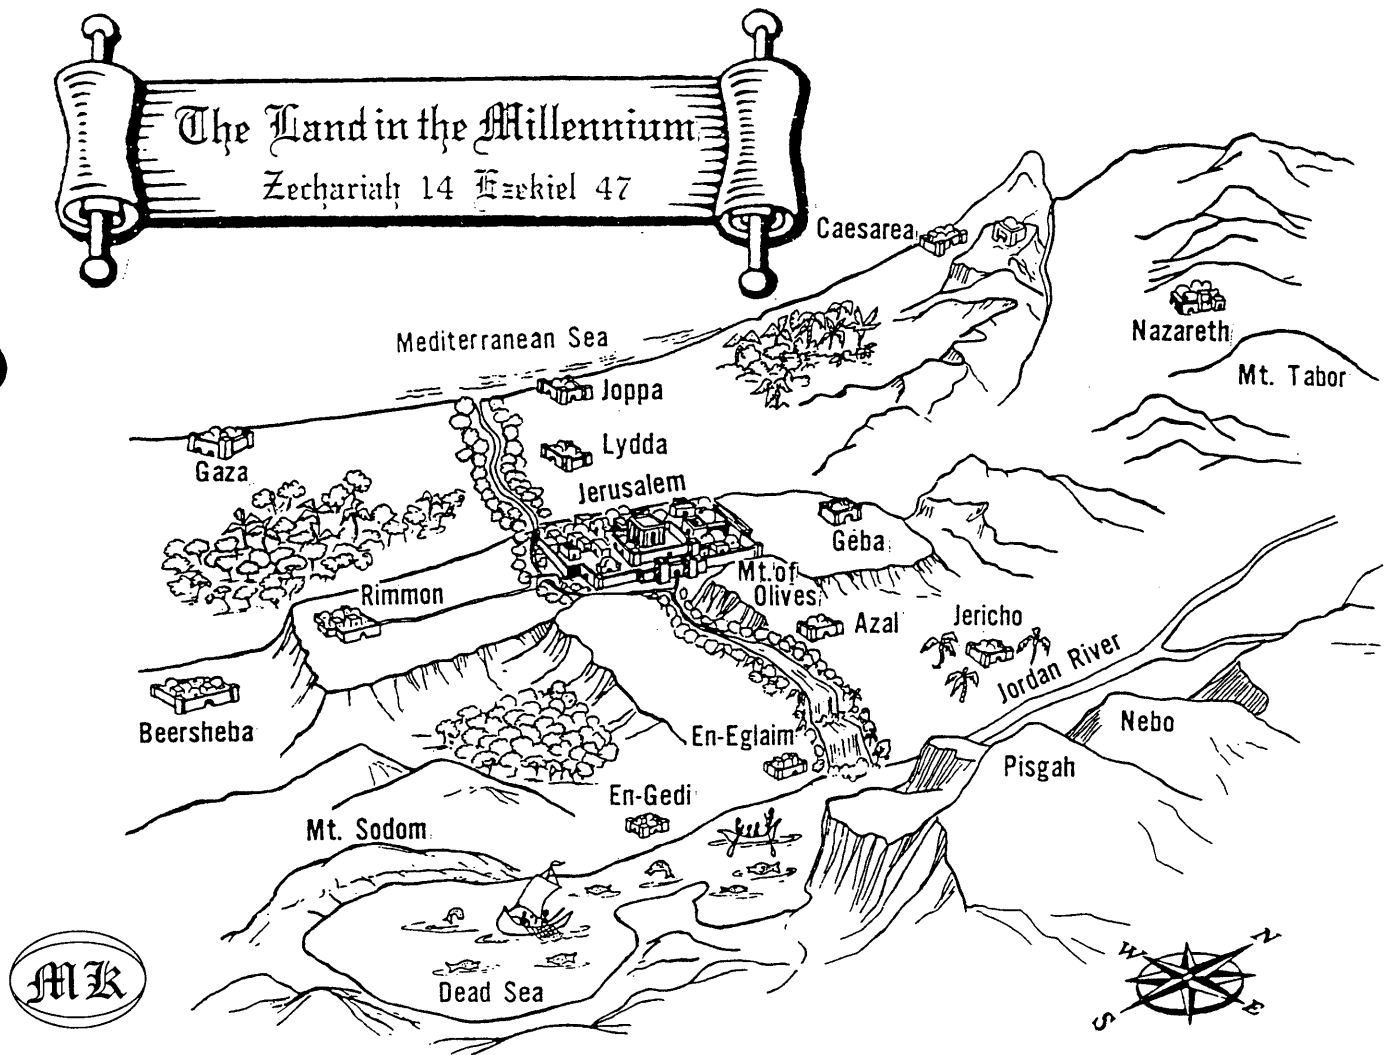 The Land in the Millennium
Zechariah 14 Ezekiel 47
Caesarea
Nazareth
Mt. Tabor
Mediterranean Sea
Joppa
Lydda
Gaza
Jerusalem
Geba
Mt. of
Olives
Rimmon
Azal
Jericho
Jordan River
Beersheba
En-Eglaim
Nebo
Pisgah
En-Gedi
Mt. Sodom
Dead Sea
MK
N
W
E
S